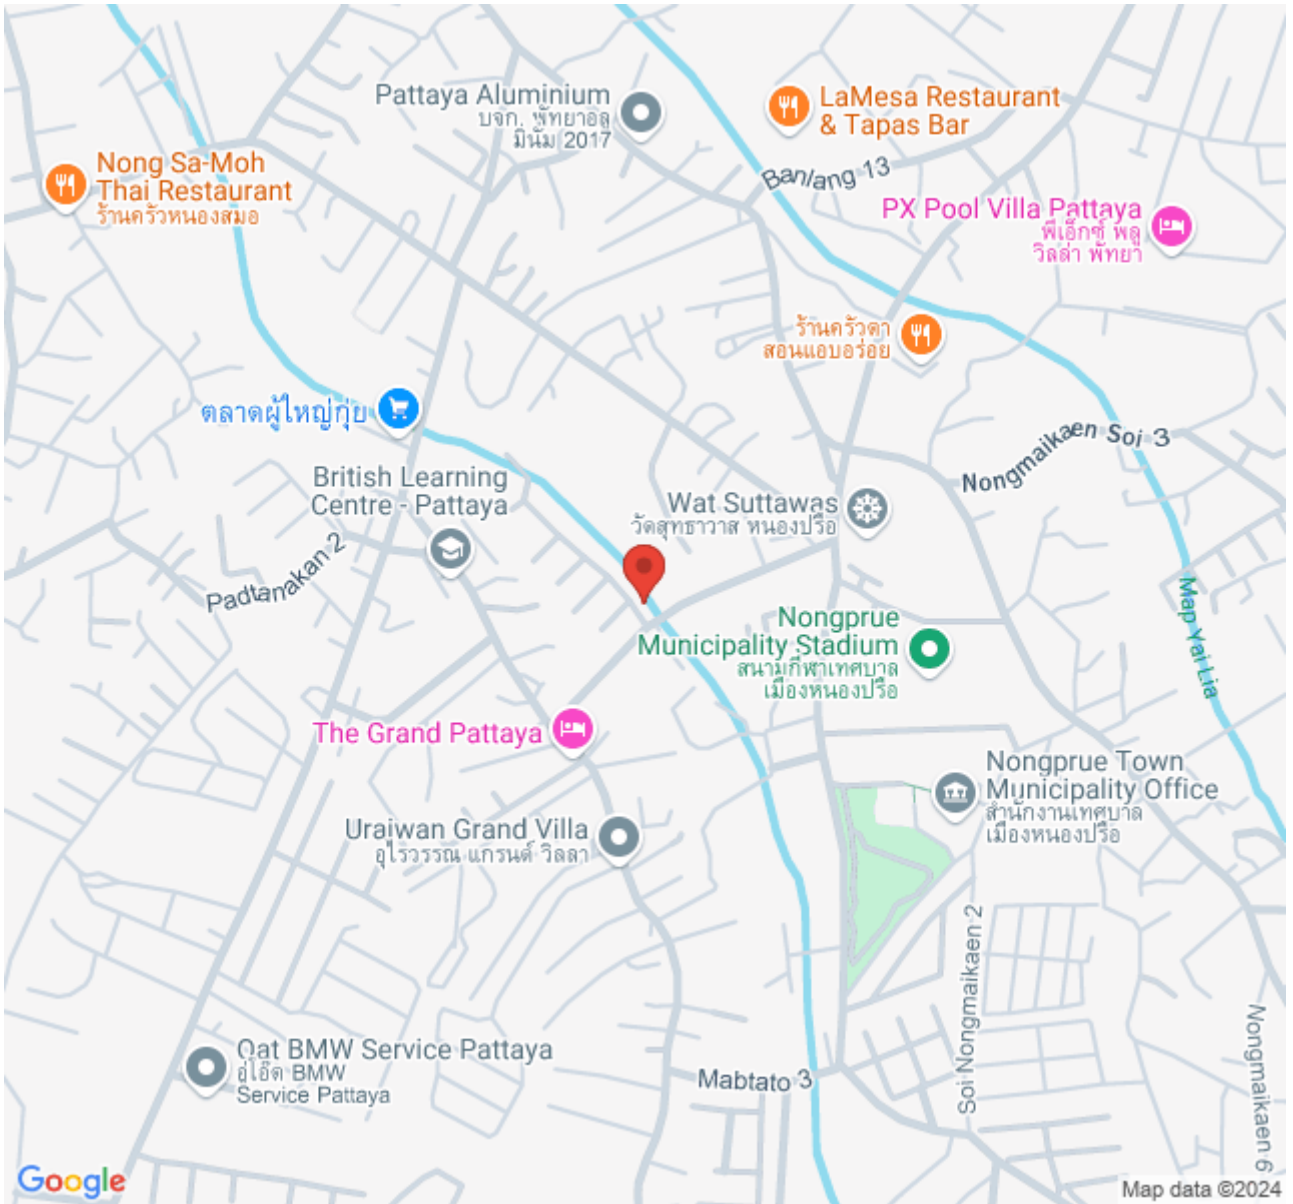 Pattaya Aluminium
บจก. พัทยาอลู
มินั่ม 2017
LaMesa Restaurant
& Tapas Bar
Nong Sa-Moh
Thai Restaurant
ร้านครัวหนองสมอ
Banlang 13
PX Pool Villa Pattaya
พีเอ็กซ์ พลู
วิลล่า พัทยา
ร้านครัวตา
สอนแอบอร่อย
ตลาดผู้ใหญ่กุ่ย
Nongmaikaen Soi 3
British Learning
Centre - Pattaya
Wat Suttawas
วัดสุทธาวาส หนองปรือ
Padtanakan 2
Map Yai Lia
Nongprue
Municipality Stadium
สนามกีฬาเทศบาล
เมืองหนองปรือ
The Grand Pattaya
Nongprue Town
Municipality Office
สำนักงานเทศบาล
เมืองหนองปรือ
Uraiwan Grand Villa
อุไรวรรณ แกรนด์ วิลลา
Soi Nongmaikaen 2
Nongmaikaen 6
Oat BMW Service Pattaya
อู่โอ๊ต BMW
Service Pattaya
Mabtato 3
Google
Map data ©2024